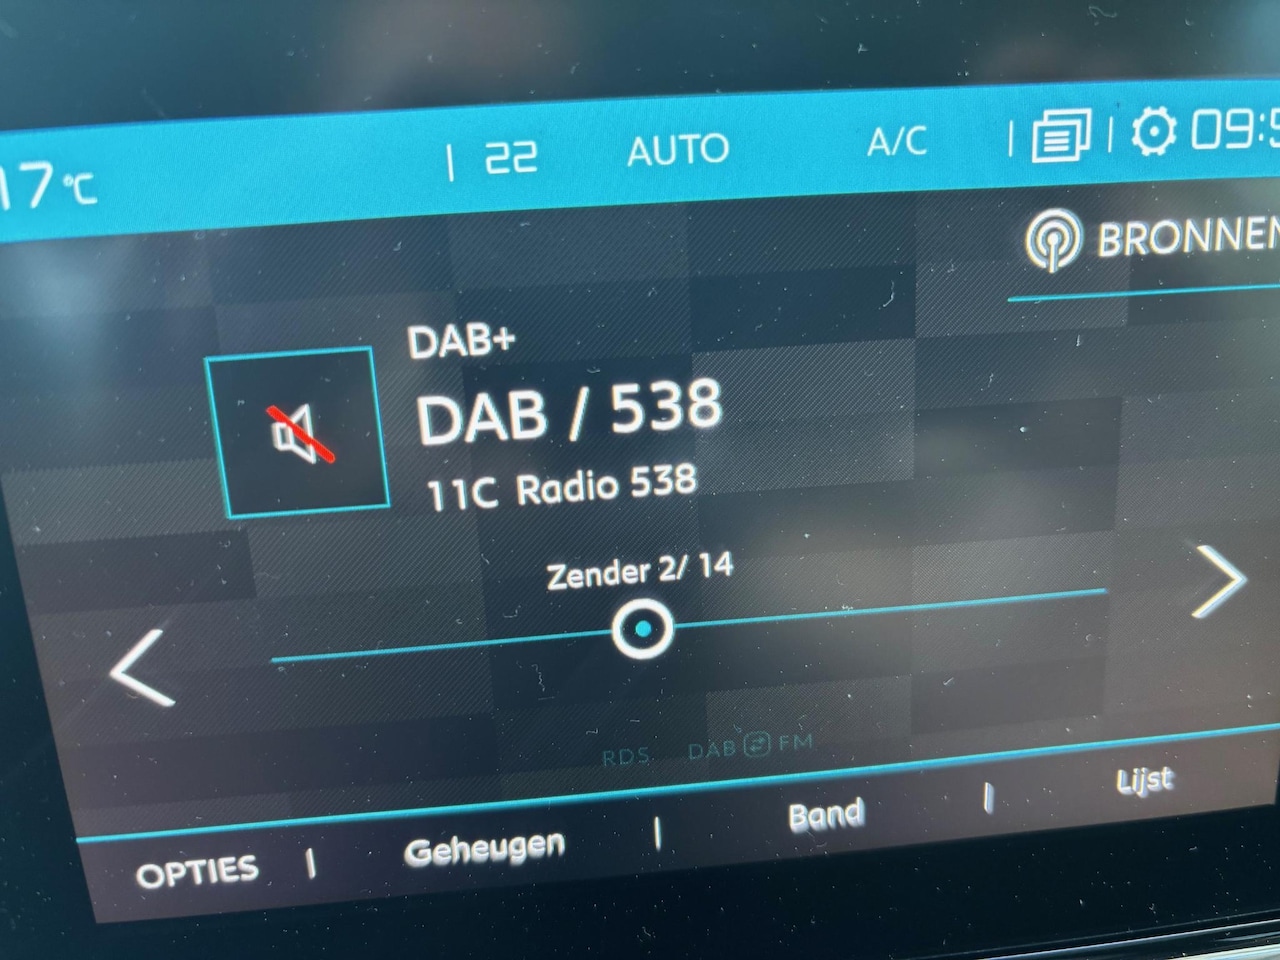 17°C | 22 AUTO A/C | | 09:5
BRONNEN
DAB+
DAB / 538
11C Radio 538
Zender 2/ 14
RDS DAB FM
OPTIES | Geheugen | Band | Lijst